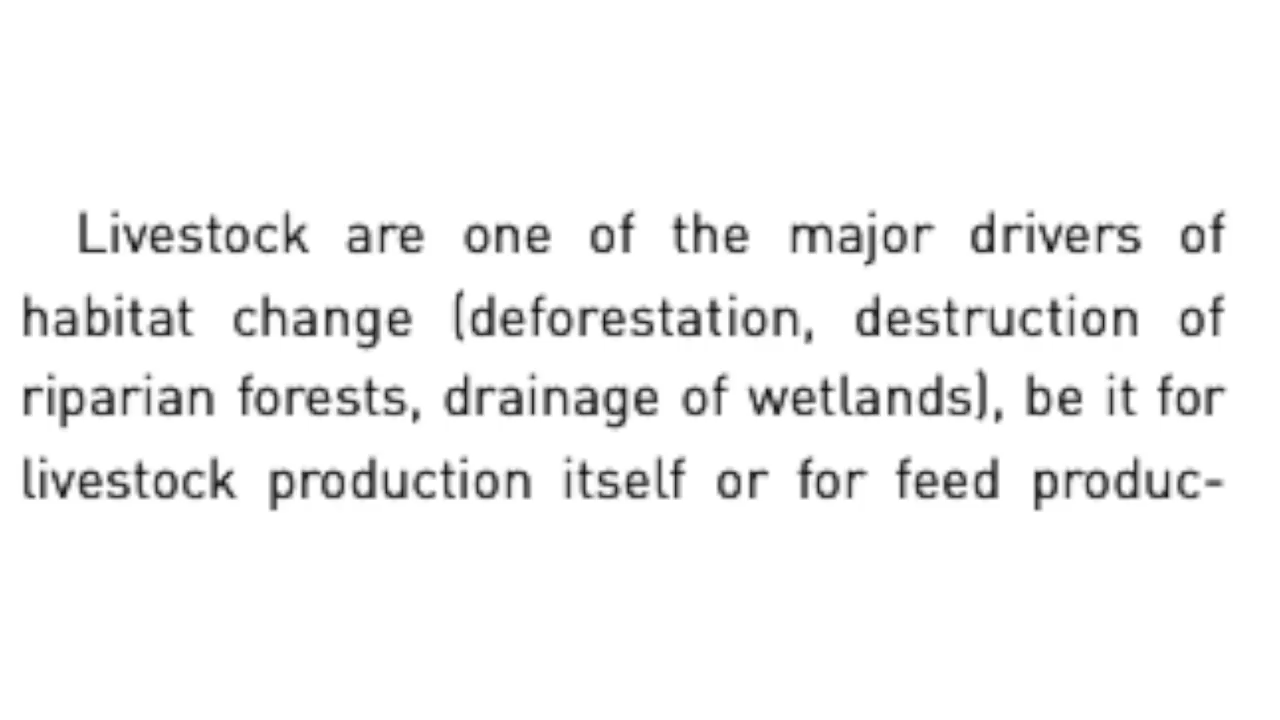 Livestock are one of the major drivers of
habitat change (deforestation, destruction of
riparian forests, drainage of wetlands), be it for
livestock production itself or for feed produc-